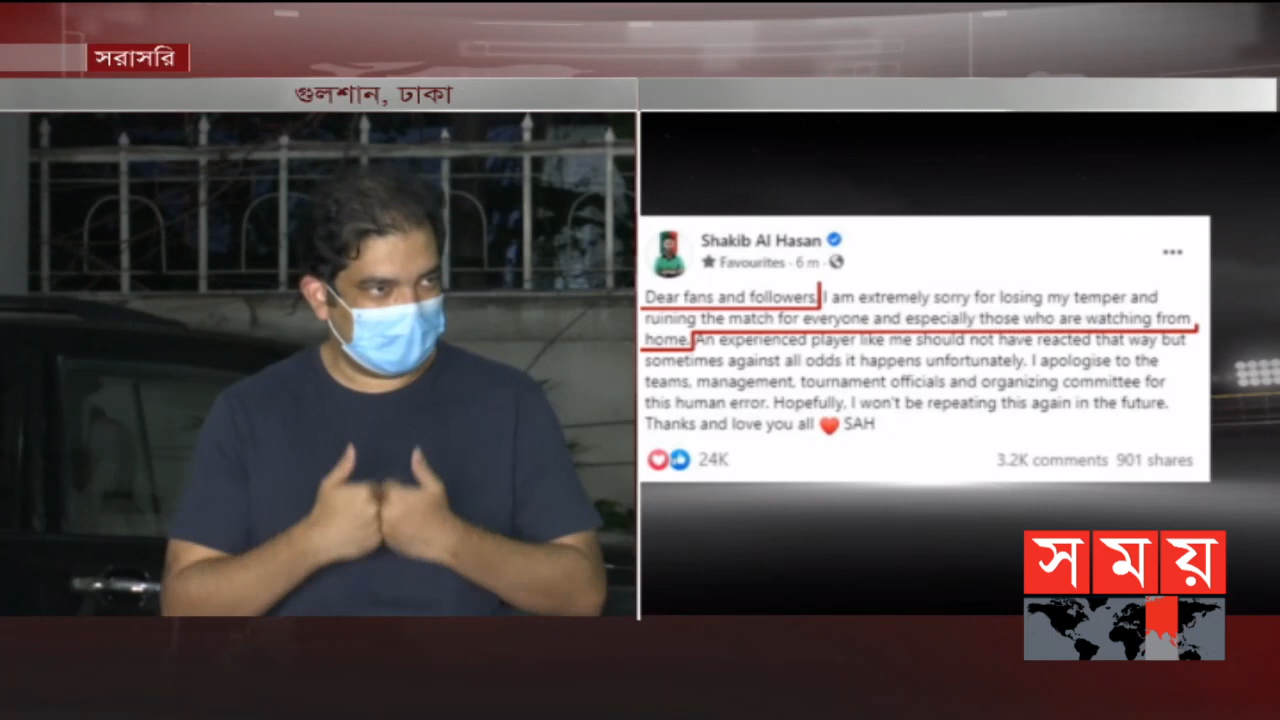 সরাসরি
গুলশান, ঢাকা
Shakib Al Hasan
Favourites · 6 m ·
Dear fans and followers, I am extremely sorry for losing my temper and
ruining the match for everyone and especially those who are watching from
home. An experienced player like me should not have reacted that way but
sometimes against all odds it happens unfortunately. I apologise to the
teams, management, tournament officials and organizing committee for
this human error. Hopefully, I won't be repeating this again in the future.
Thanks and love you all ❤️ SAH
24K 3.2K comments 901 shares
সময়